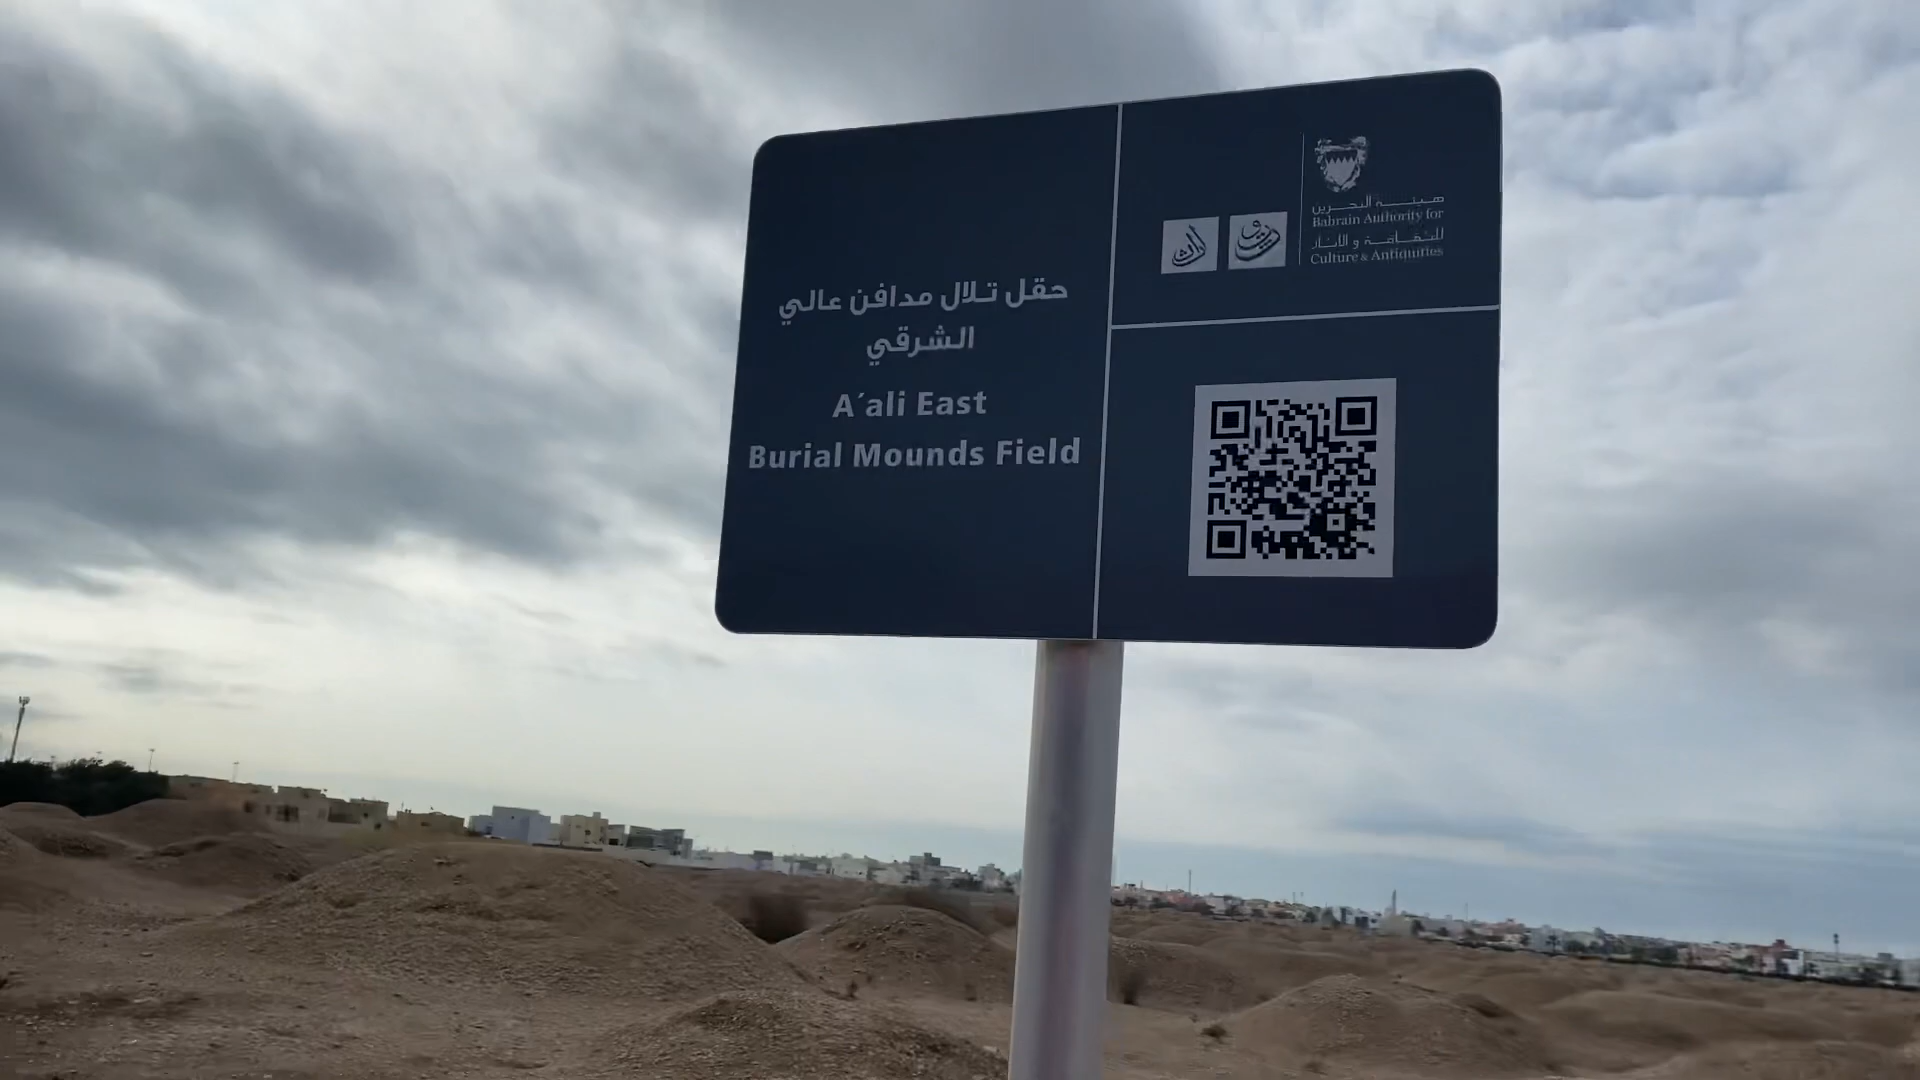 حقل تلال مدافن عالي
الشرقي
A´ali East
Burial Mounds Field
هيئة البحرين
Bahrain Authority for
للثقافة و الآثار
Culture & Antiquities